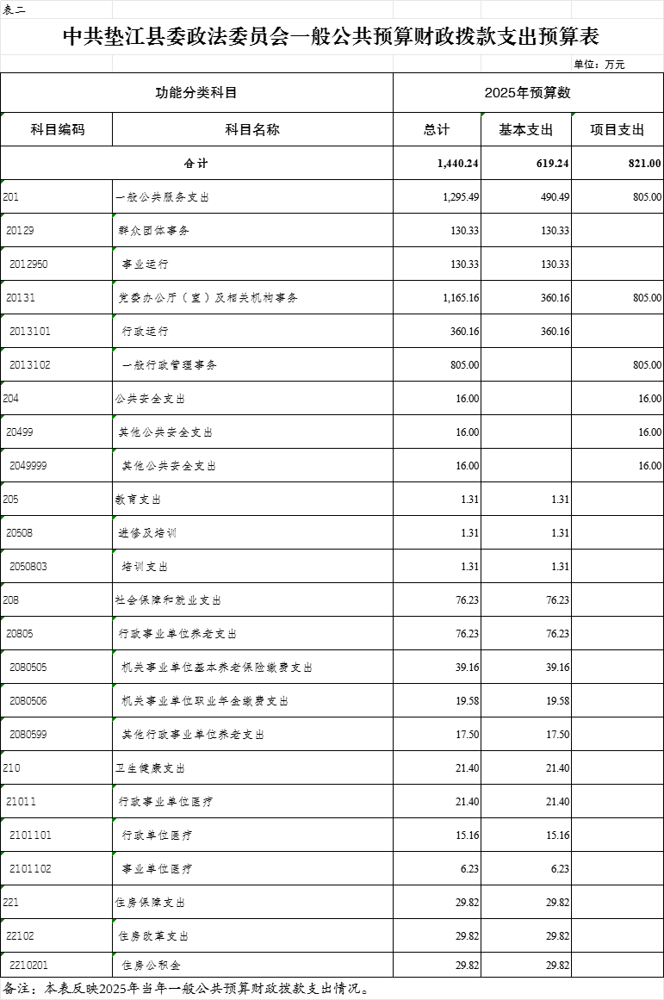 表二
中共垫江县委政法委员会一般公共预算财政拨款支出预算表
单位：万元
功能分类科目 2025年预算数
科目编码 科目名称 总计 基本支出 项目支出
合计 1,440.24 619.24 821.00
201 一般公共服务支出 1,295.49 490.49 805.00
20129 群众团体事务 130.33 130.33
2012950 事业运行 130.33 130.33
20131 党委办公厅（室）及相关机构事务 1,165.16 360.16 805.00
2013101 行政运行 360.16 360.16
2013102 一般行政管理事务 805.00 805.00
204 公共安全支出 16.00 16.00
20499 其他公共安全支出 16.00 16.00
2049999 其他公共安全支出 16.00 16.00
205 教育支出 1.31 1.31
20508 进修及培训 1.31 1.31
2050803 培训支出 1.31 1.31
208 社会保障和就业支出 76.23 76.23
20805 行政事业单位养老支出 76.23 76.23
2080505 机关事业单位基本养老保险缴费支出 39.16 39.16
2080506 机关事业单位职业年金缴费支出 19.58 19.58
2080599 其他行政事业单位养老支出 17.50 17.50
210 卫生健康支出 21.40 21.40
21011 行政事业单位医疗 21.40 21.40
2101101 行政单位医疗 15.16 15.16
2101102 事业单位医疗 6.23 6.23
221 住房保障支出 29.82 29.82
22102 住房改革支出 29.82 29.82
2210201 住房公积金 29.82 29.82
备注：本表反映2025年当年一般公共预算财政拨款支出情况。